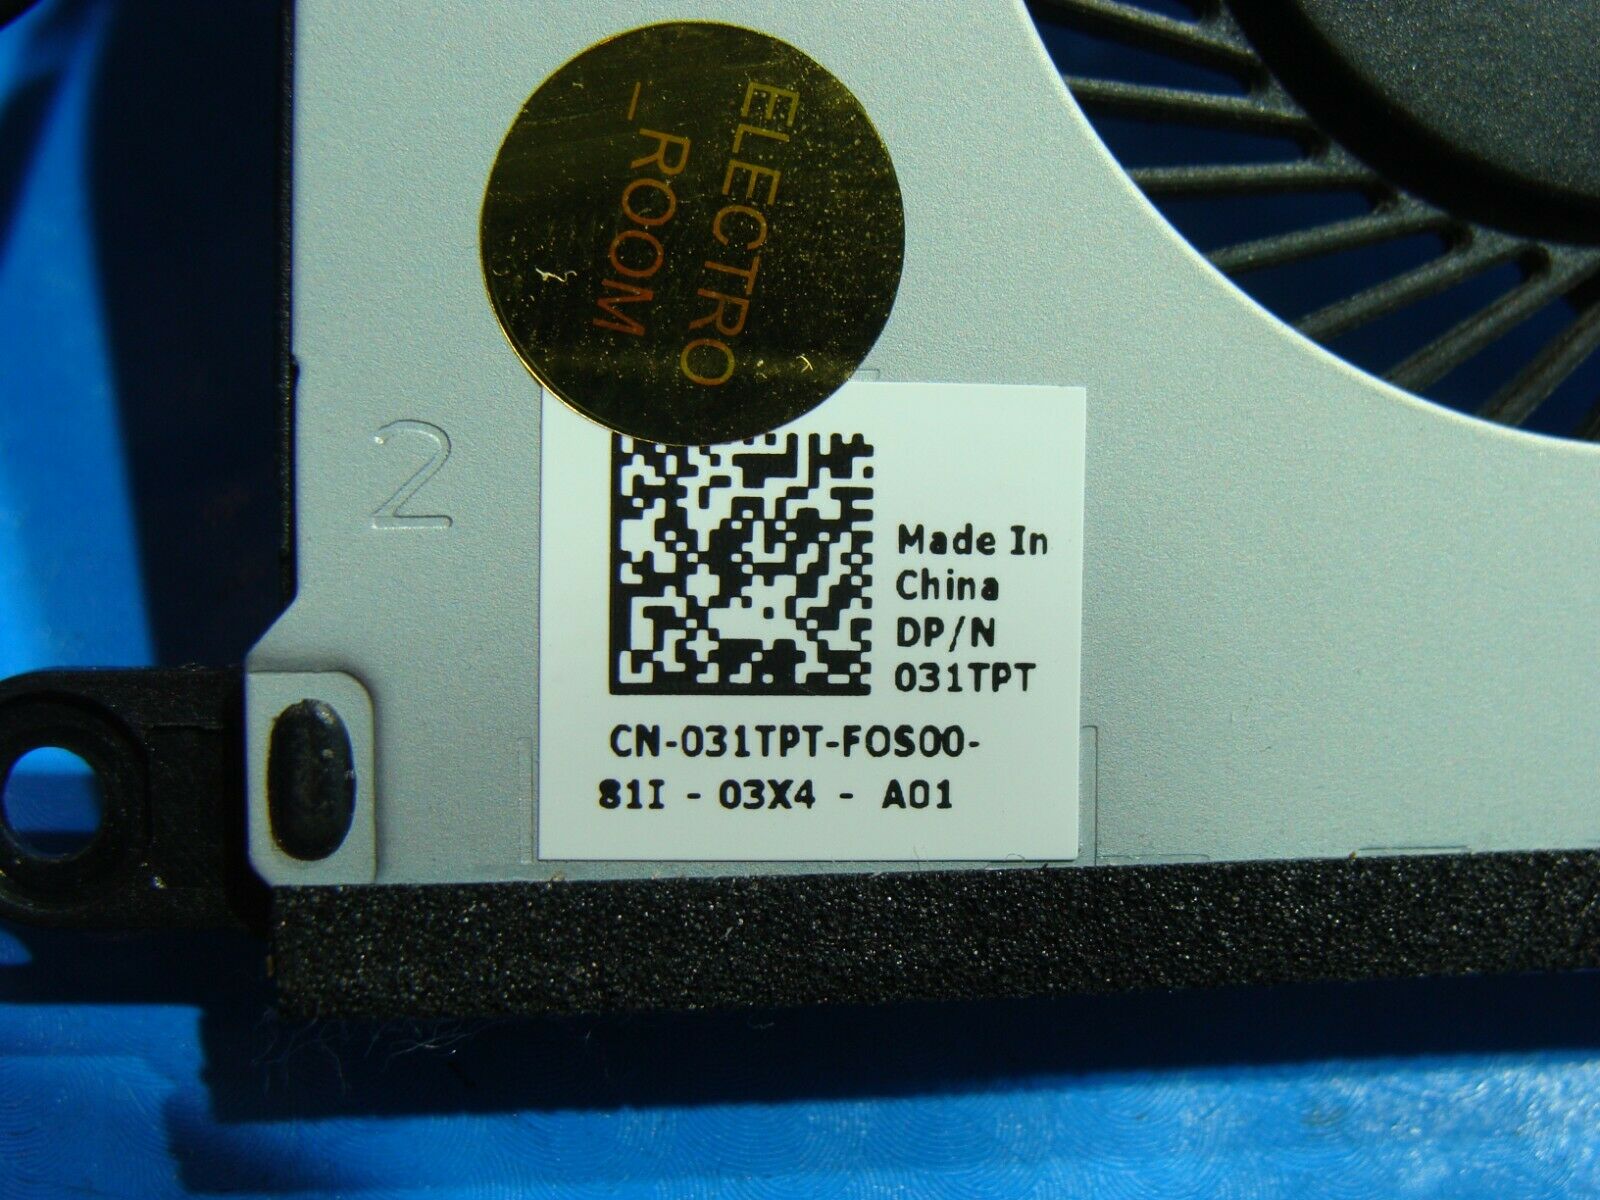 ELECTRO
_ROOM
2
Made In
China
DP/N
031TPT
CN-031TPT-FOS00-
81I - 03X4 - A01